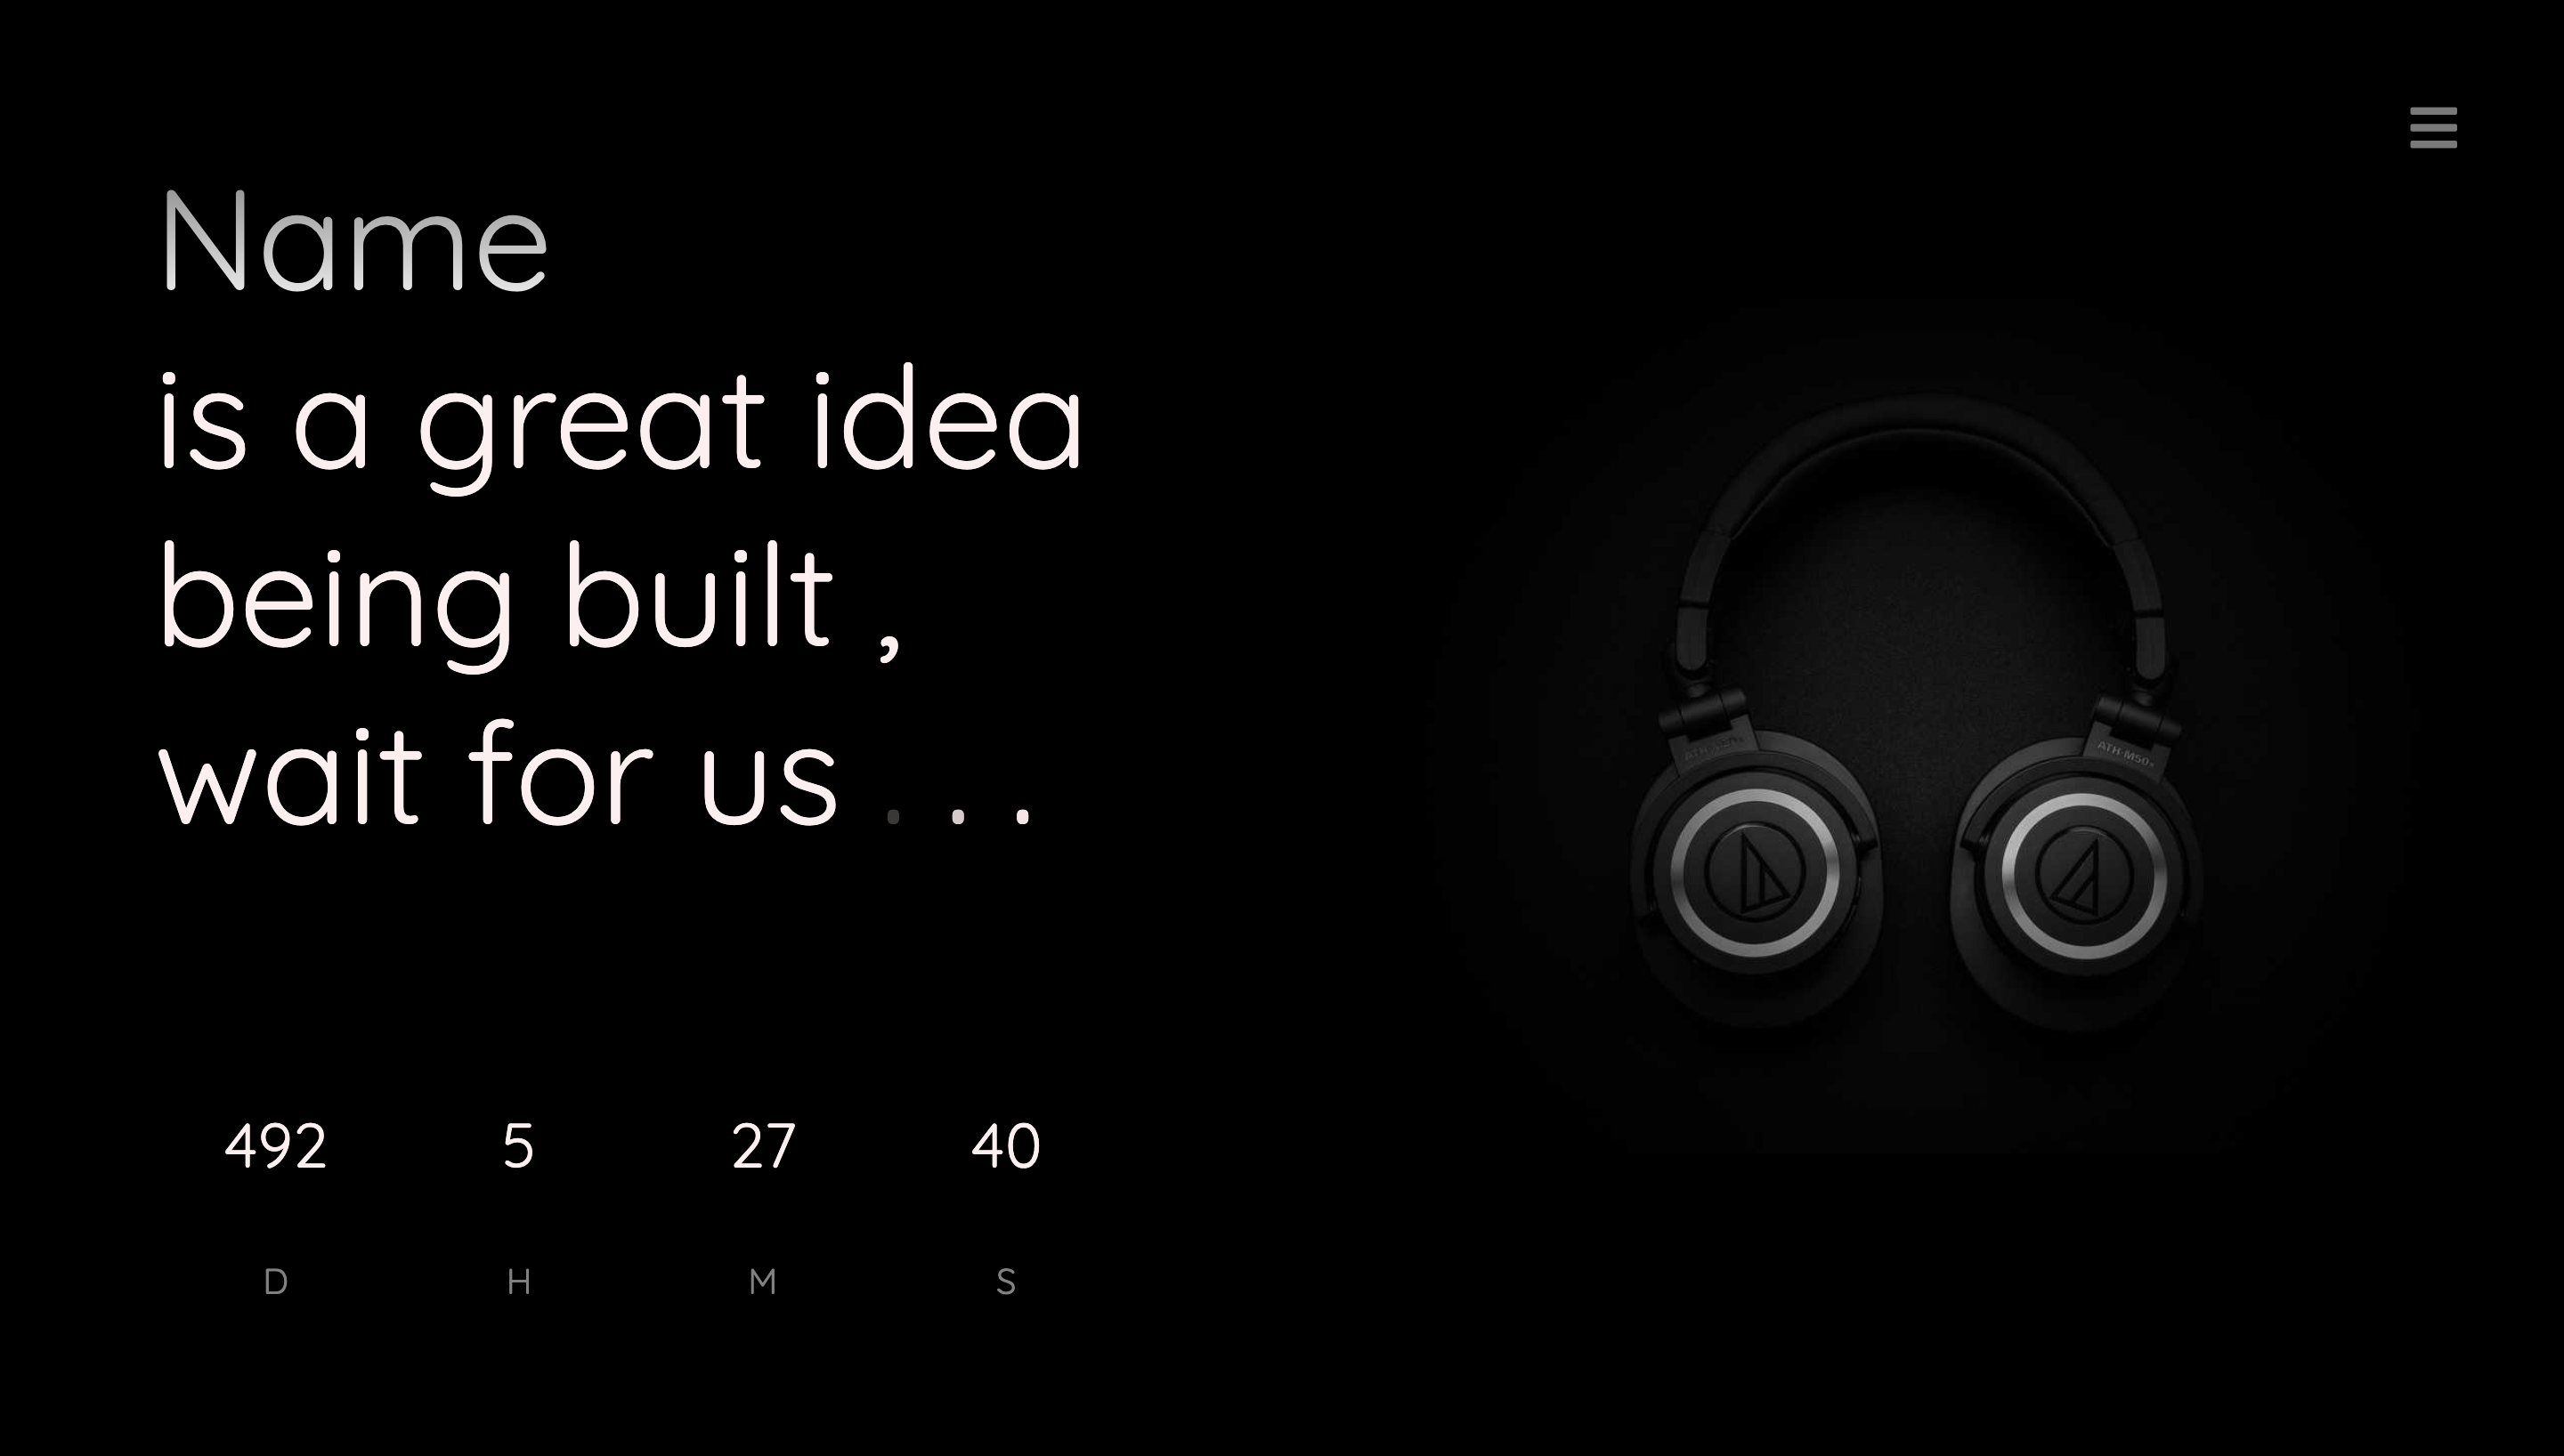 Name
is a great idea
being built ,
wait for us . . .
ATH-M50x
492 5 27 40
D H M S